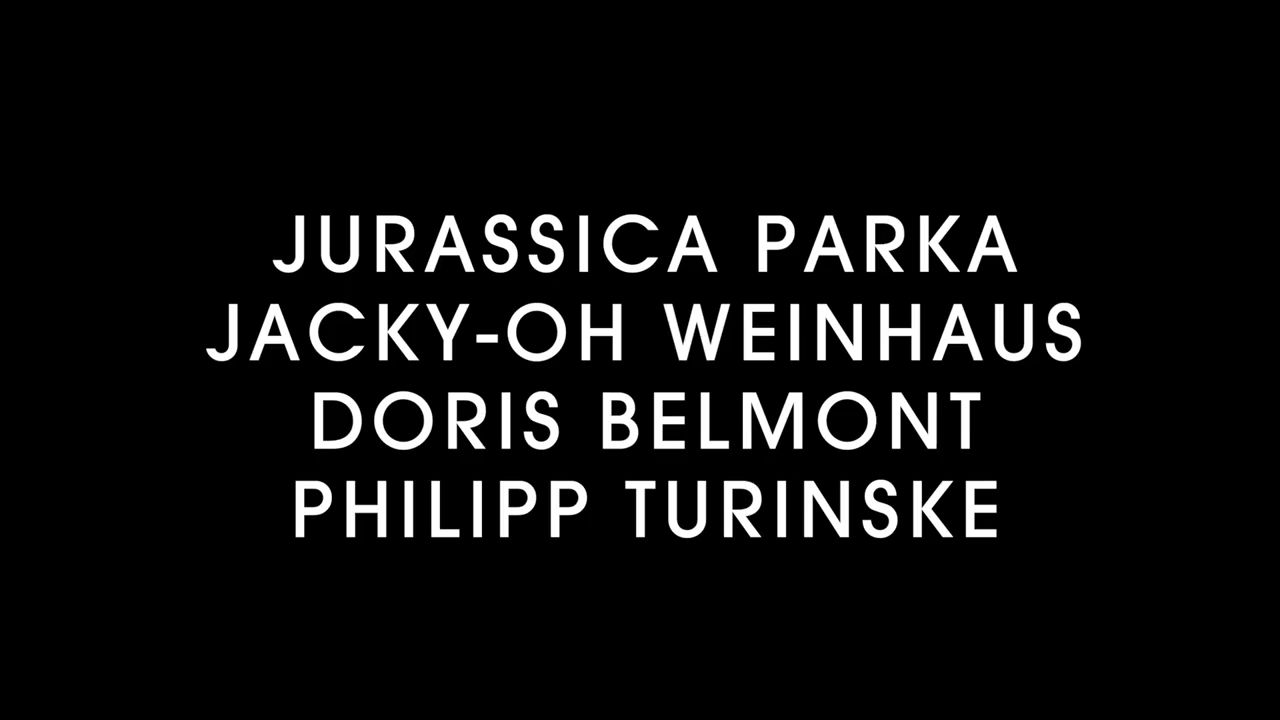 JURASSICA PARKA
JACKY-OH WEINHAUS
DORIS BELMONT
PHILIPP TURINSKE